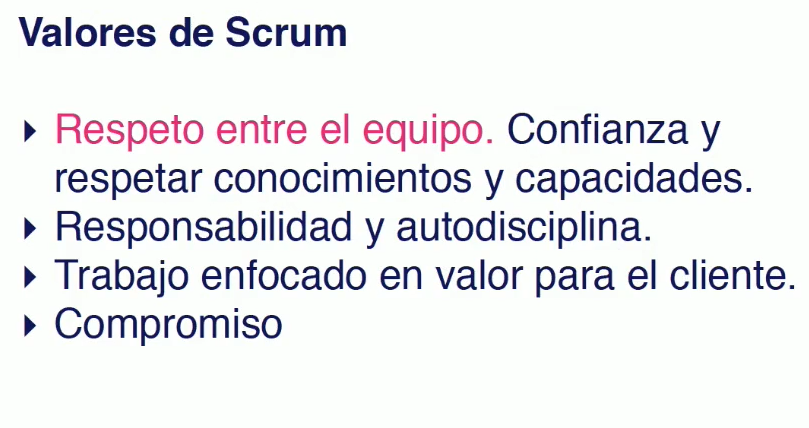 Valores de Scrum
▸ Respeto entre el equipo. Confianza y
respetar conocimientos y capacidades.
▸ Responsabilidad y autodisciplina.
▸ Trabajo enfocado en valor para el cliente.
▸ Compromiso